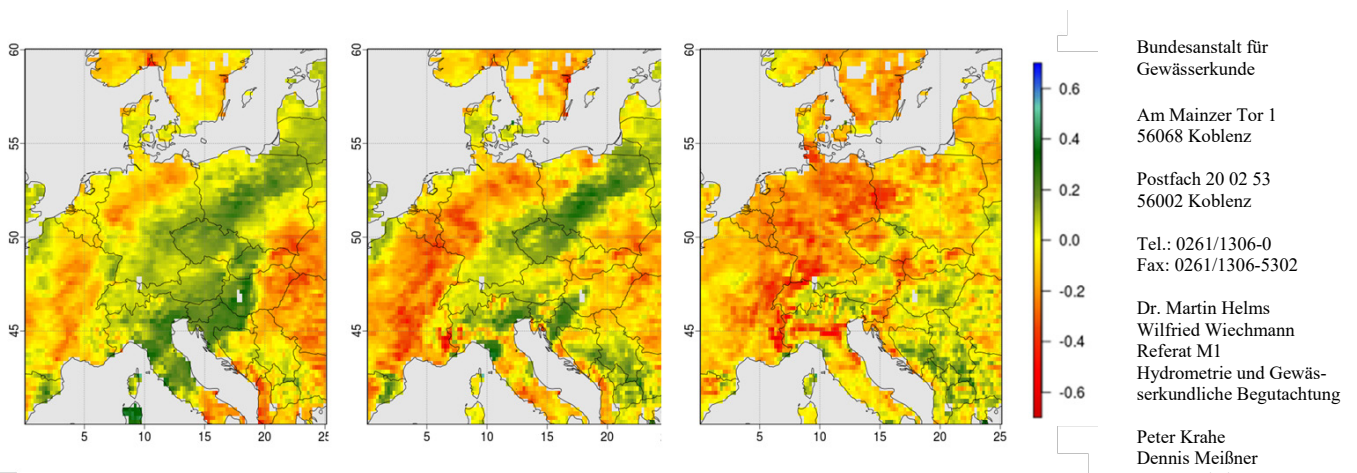 60
55
50
45
5
10
15
20
25
60
55
50
45
5
10
15
20
60
55
50
45
5
10
15
20
25
0.6
0.4
0.2
0.0
-0.2
-0.4
-0.6
Bundesanstalt für
Gewässerkunde
Am Mainzer Tor 1
56068 Koblenz
Postfach 20 02 53
56002 Koblenz
Tel.: 0261/1306-0
Fax: 0261/1306-5302
Dr. Martin Helms
Wilfried Wiechmann
Referat M1
Hydrometrie und Gewäs-
serkundliche Begutachtung
Peter Krahe
Dennis Meißner